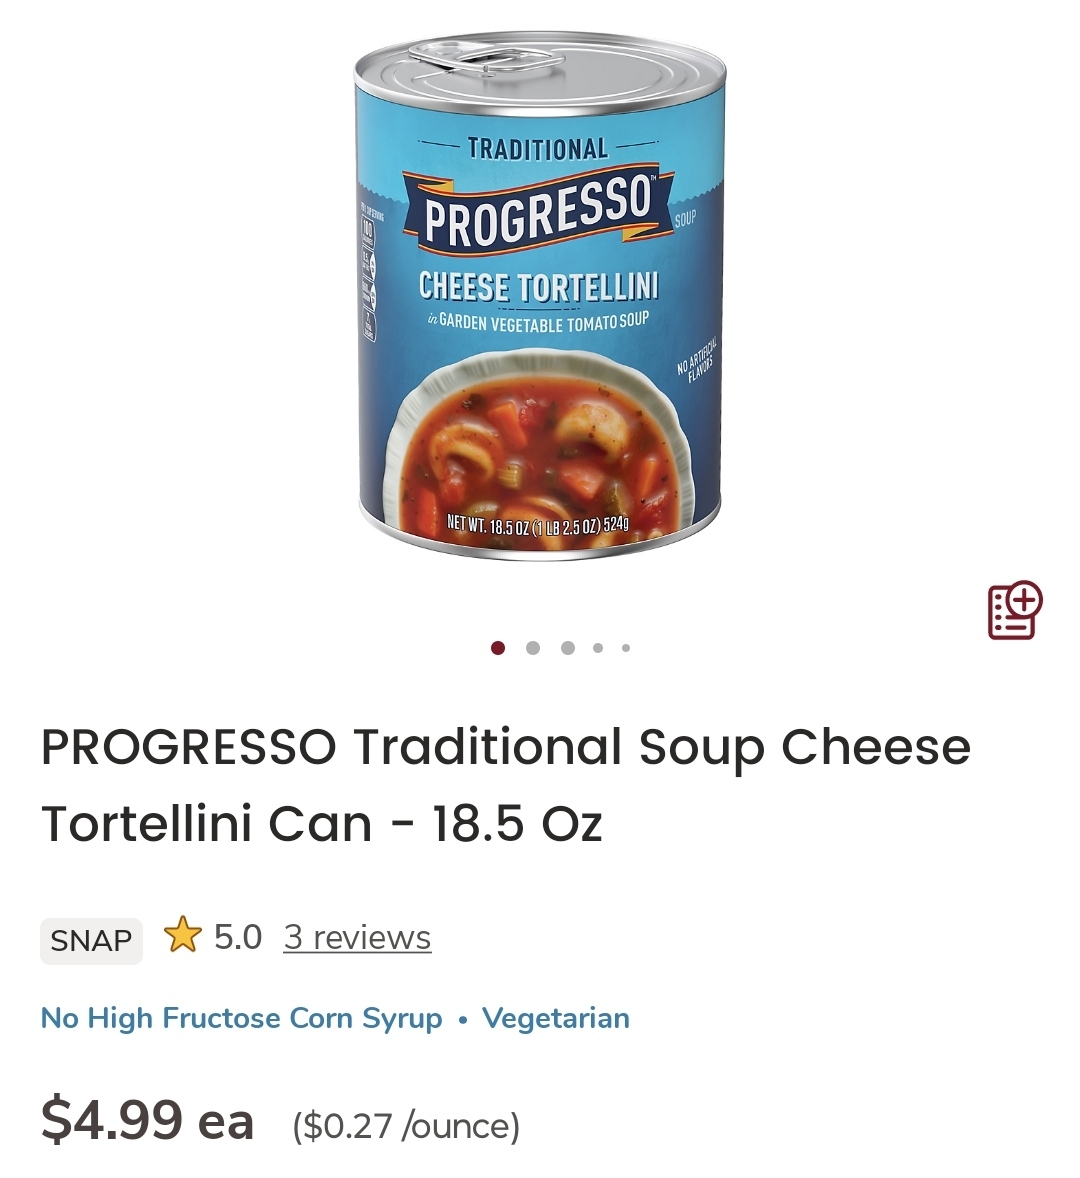 TRADITIONAL
PROGRESSO™
SOUP
CHEESE TORTELLINI
in GARDEN VEGETABLE TOMATO SOUP
NO ARTIFICIAL
FLAVORS
100
NET WT. 18.5 OZ (1 LB 2.5 OZ) 524g
PROGRESSO Traditional Soup Cheese
Tortellini Can - 18.5 Oz
SNAP 5.0 3 reviews
No High Fructose Corn Syrup • Vegetarian
$4.99 ea ($0.27 /ounce)